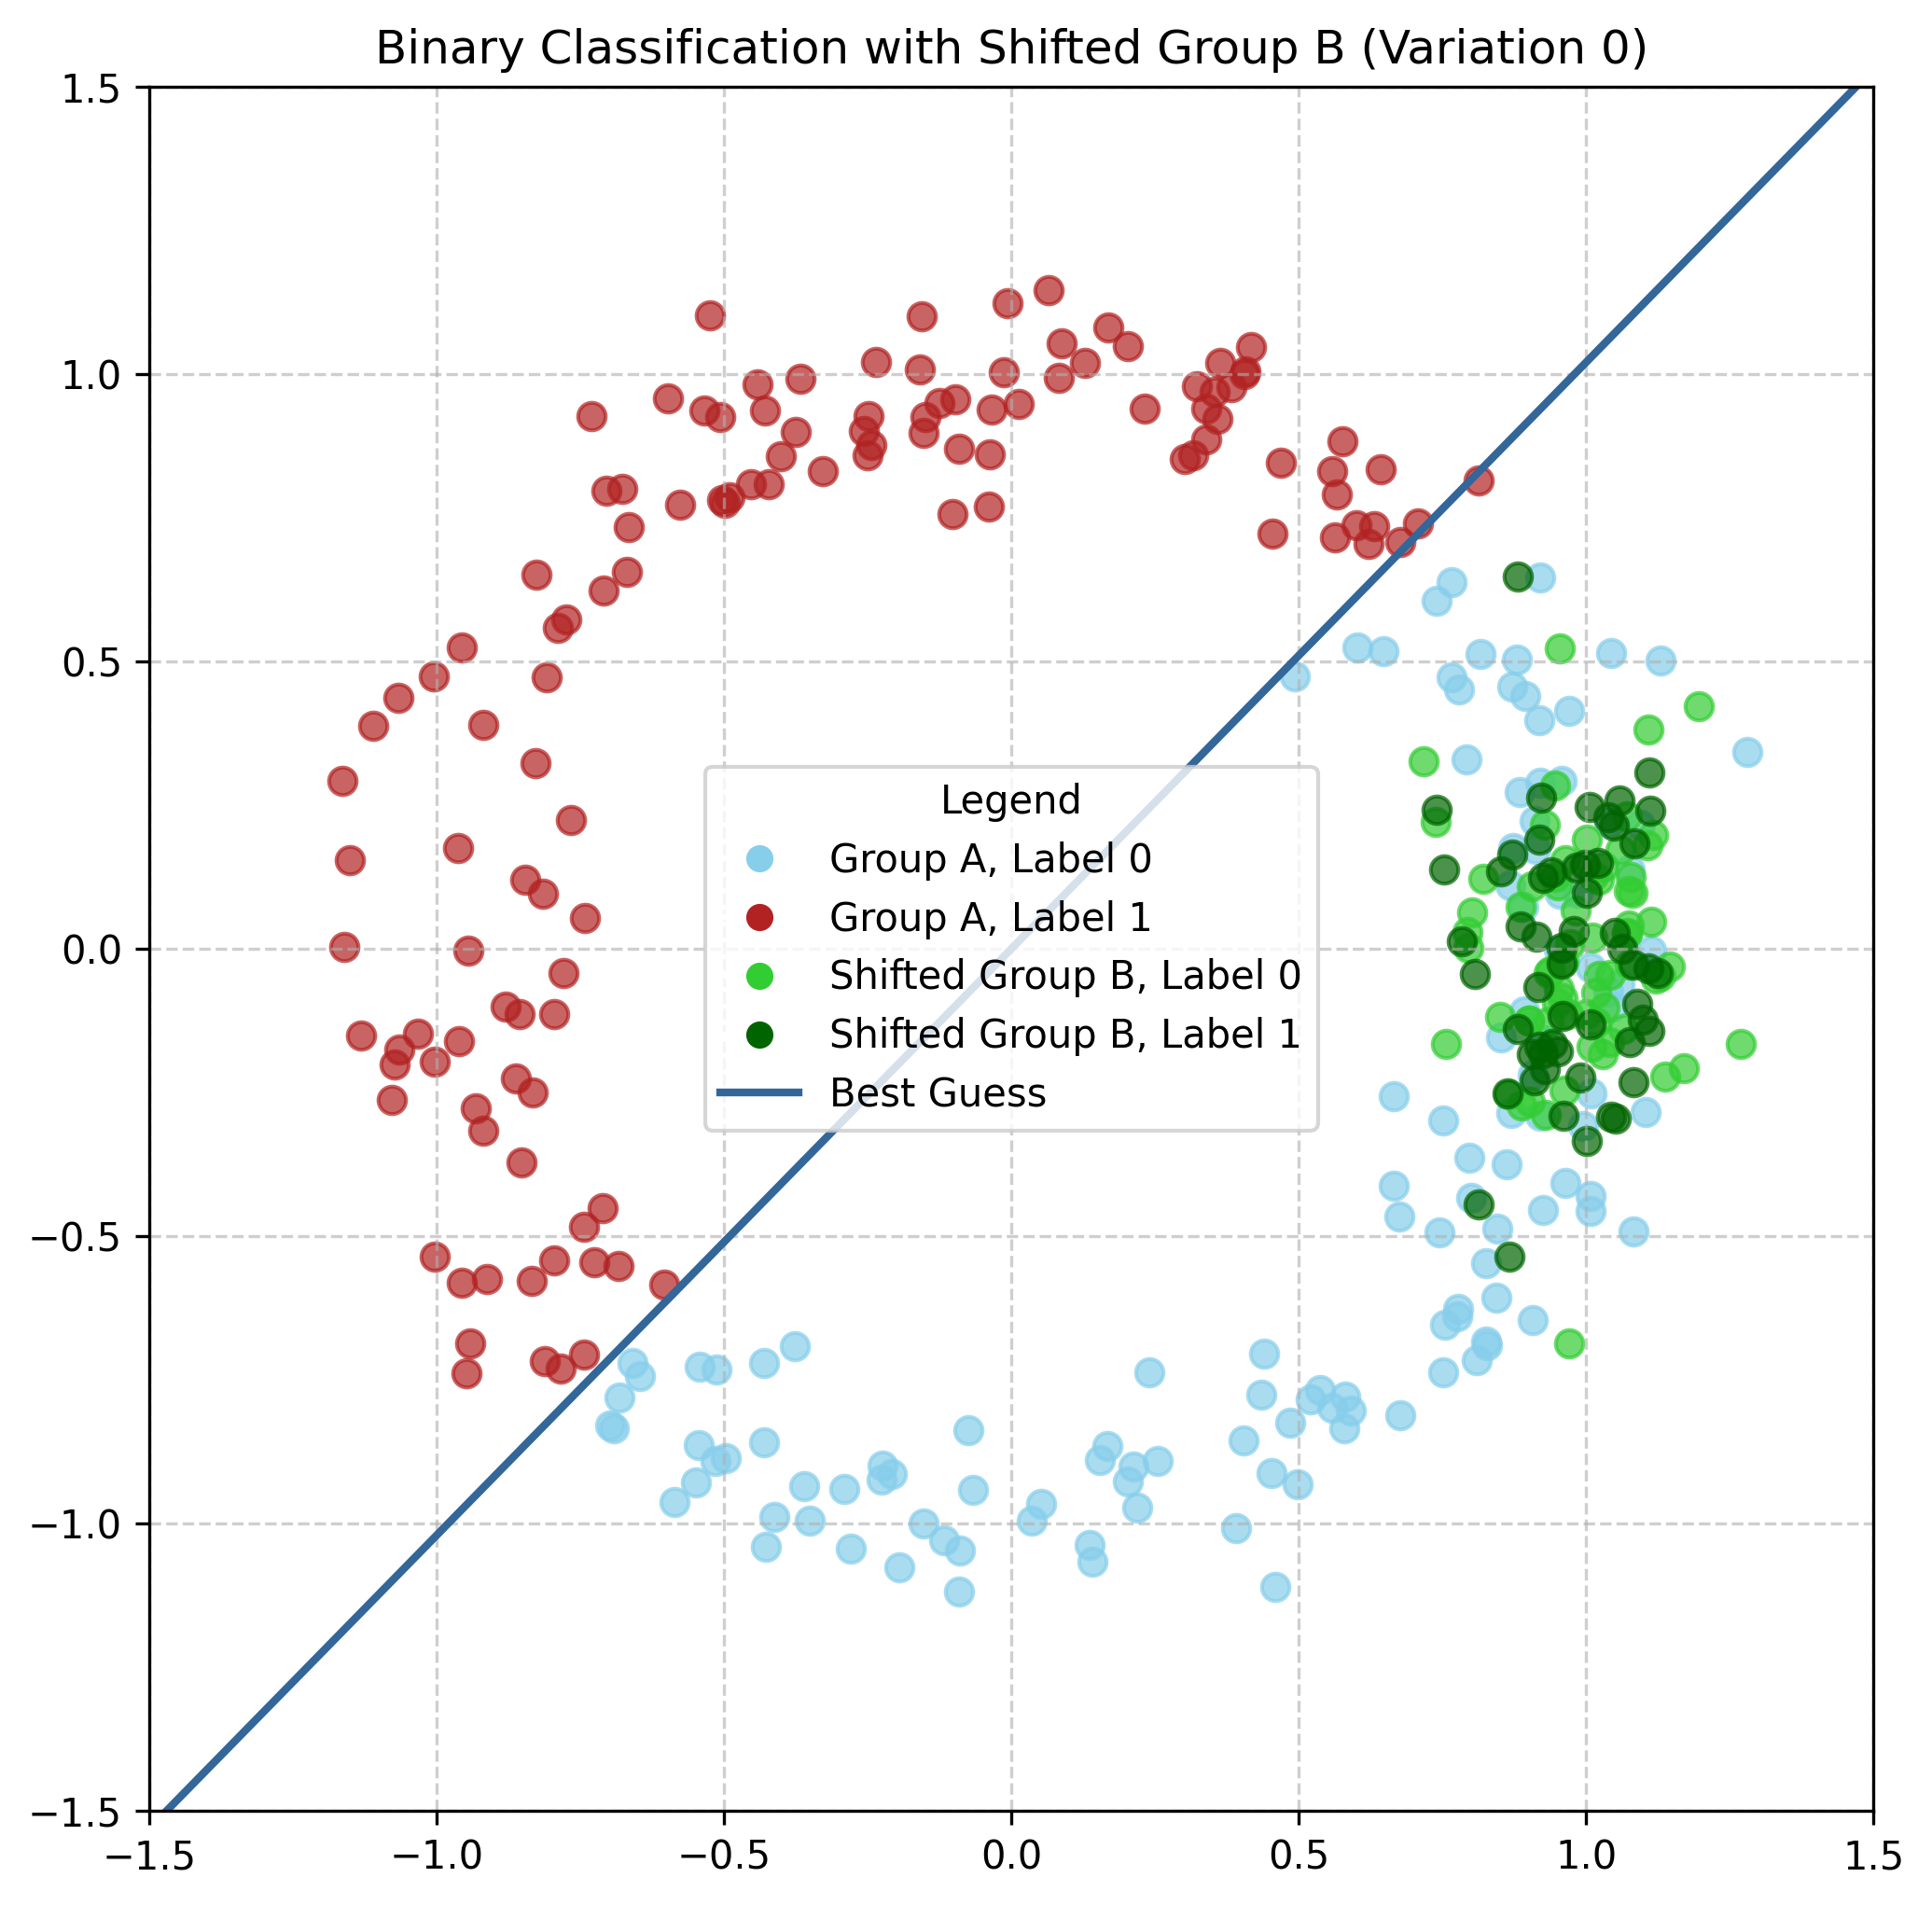 Binary Classification with Shifted Group B (Variation 0)
1.5
1.0
0.5
0.0
−0.5
−1.0
−1.5
Legend
Group A, Label 0
Group A, Label 1
Shifted Group B, Label 0
Shifted Group B, Label 1
Best Guess
−1.5 −1.0 −0.5 0.0 0.5 1.0 1.5